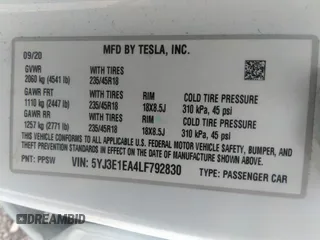 MFD BY TESLA, INC.
09/20
GVWR WITH TIRES
2060 kg (4541 lb) 235/45R18
GAWR FRT WITH TIRES RIM COLD TIRE PRESSURE
1110 kg (2447 lb) 235/45R18 18X8.5J 310 kPa, 45 psi
GAWR RR WITH TIRES RIM COLD TIRE PRESSURE
1257 kg (2771 lb) 235/45R18 18X8.5J 310 kPa, 45 psi
THIS VEHICLE CONFORMS TO ALL APPLICABLE U.S. FEDERAL MOTOR VEHICLE SAFETY, BUMPER, AND
THEFT PREVENTION STANDARDS IN EFFECT ON THE DATE OF MANUFACTURE SHOWN ABOVE.
PNT: PPSW VIN: 5YJ3E1EA4LF792830 TYPE: PASSENGER CAR
DREAMBID